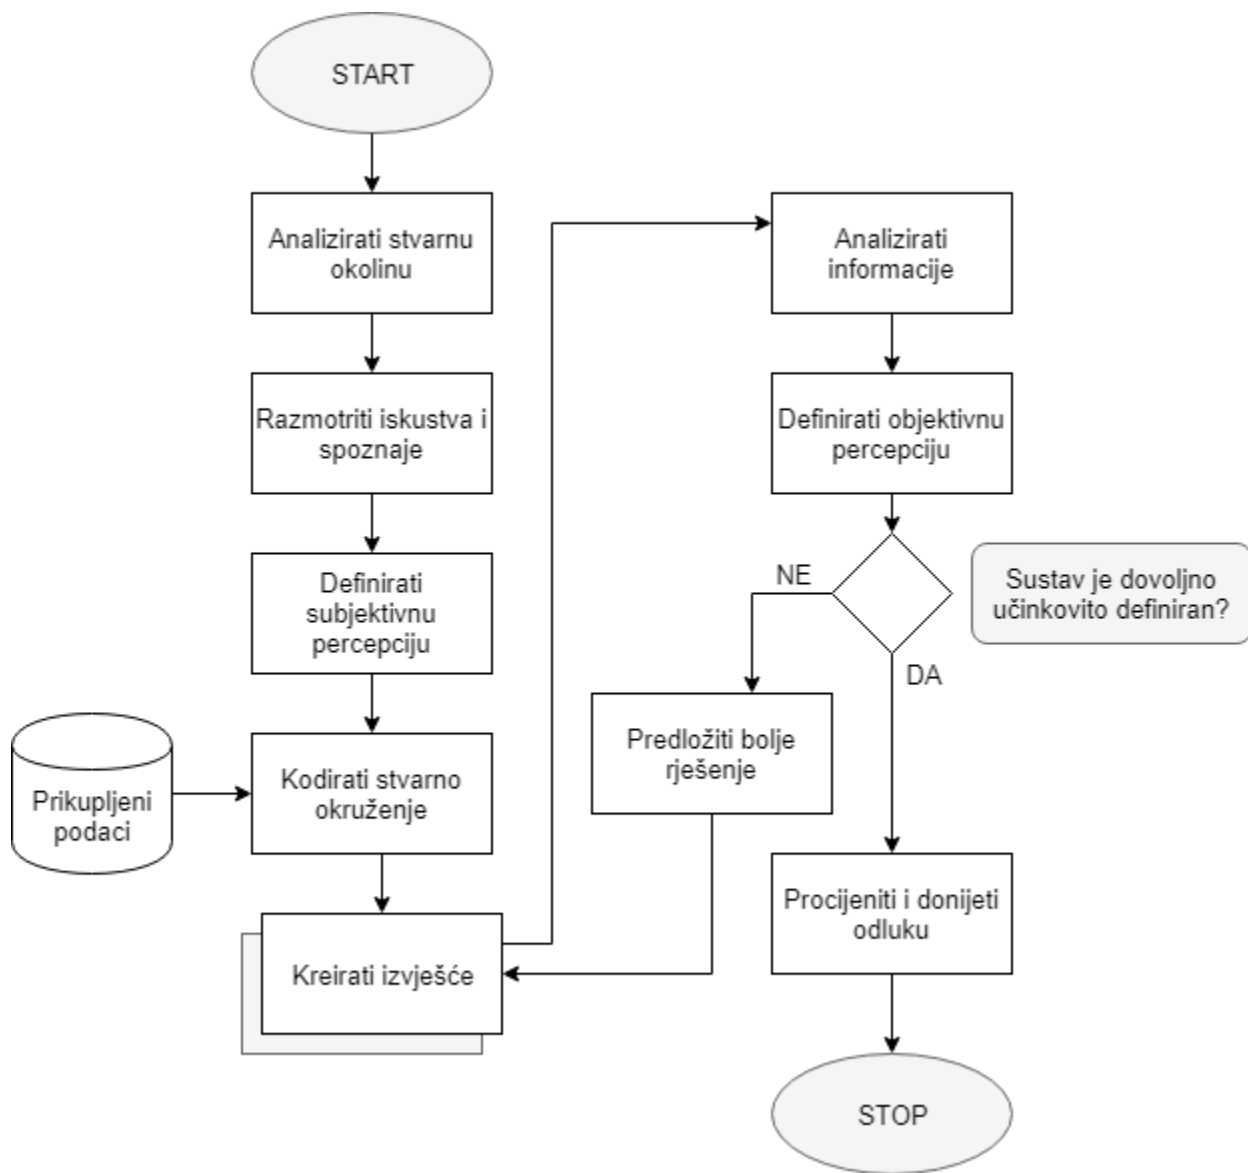 START
Analizirati stvarnu
okolinu
Razmotriti iskustva i
spoznaje
Definirati
subjektivnu
percepciju
Prikupljeni
podaci
Kodirati stvarno
okruženje
Kreirati izvješće
Analizirati
informacije
Definirati objektivnu
percepciju
NE
Sustav je dovoljno
učinkovito definiran?
DA
Predložiti bolje
rješenje
Procijeniti i donijeti
odluku
STOP